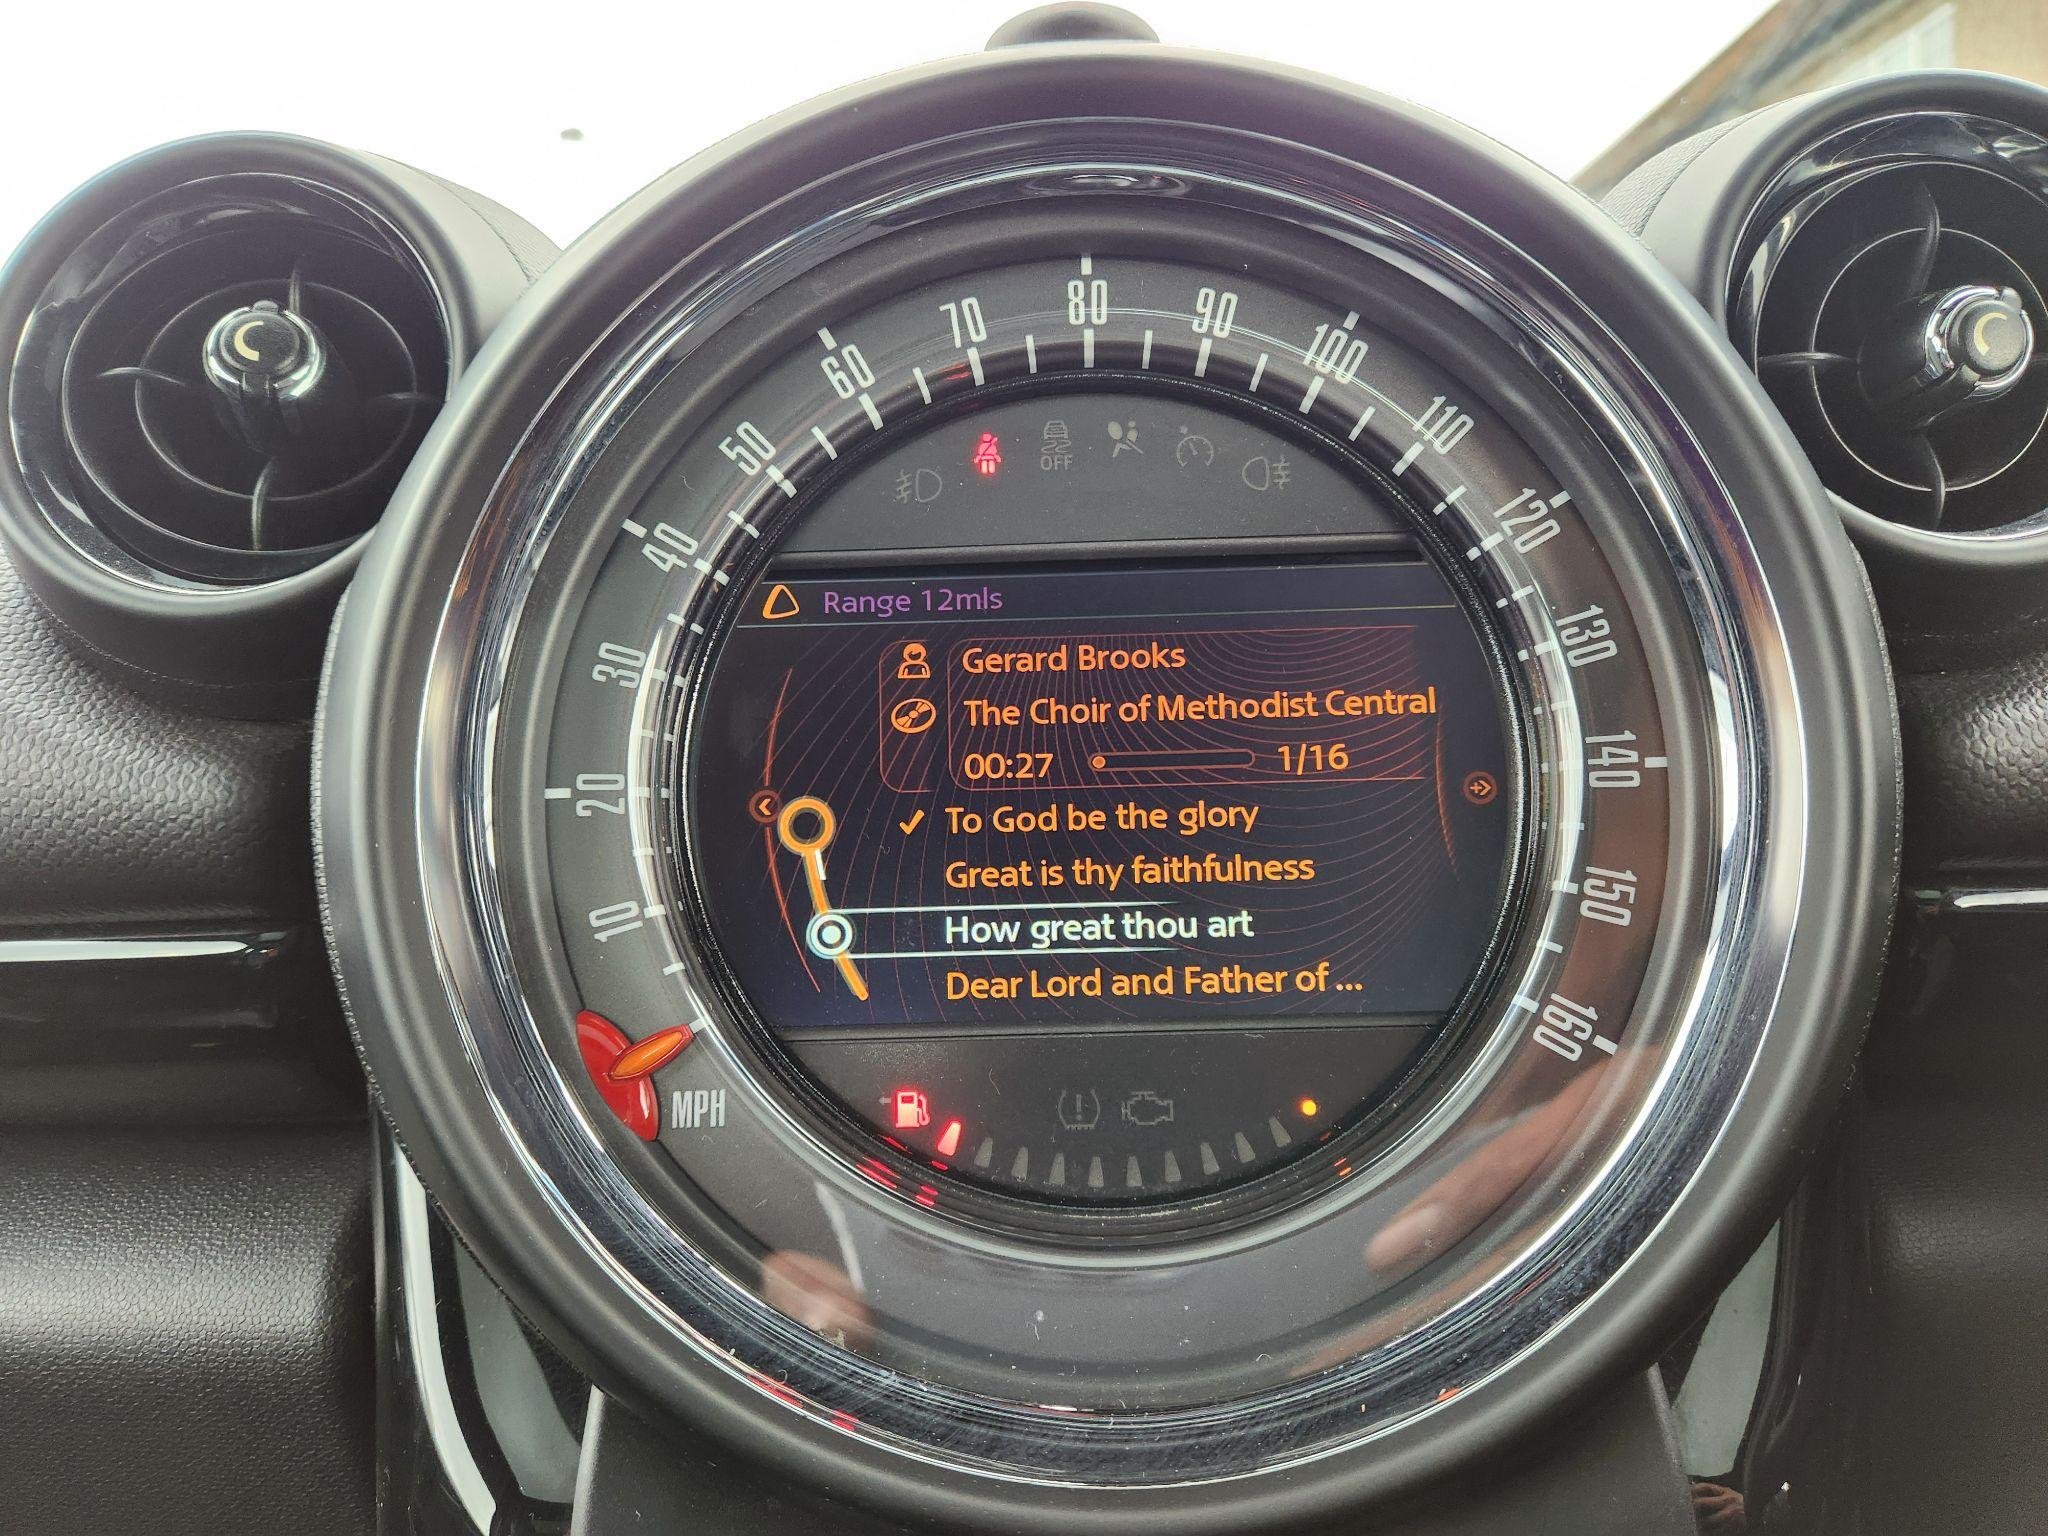 10
20
30
40
50
60
70
80
90
100
110
120
130
140
150
160
MPH
OFF
Range 12mls
Gerard Brooks
The Choir of Methodist Central
00:27 1/16
To God be the glory
Great is thy faithfulness
How great thou art
Dear Lord and Father of ...